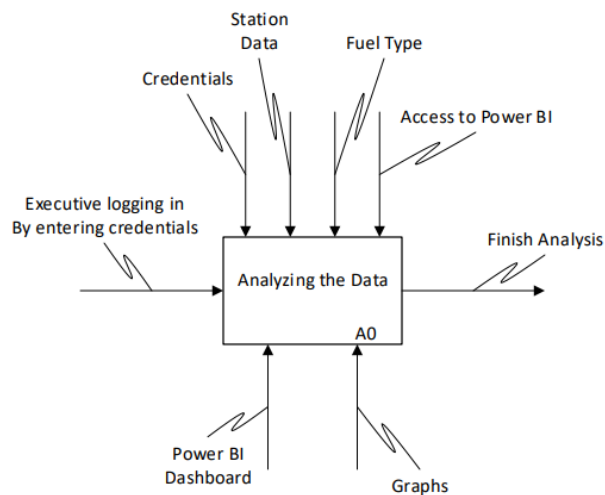 Station
Data
Fuel Type
Credentials
Access to Power BI
Executive logging in
By entering credentials
Finish Analysis
Analyzing the Data
A0
Power BI
Dashboard
Graphs